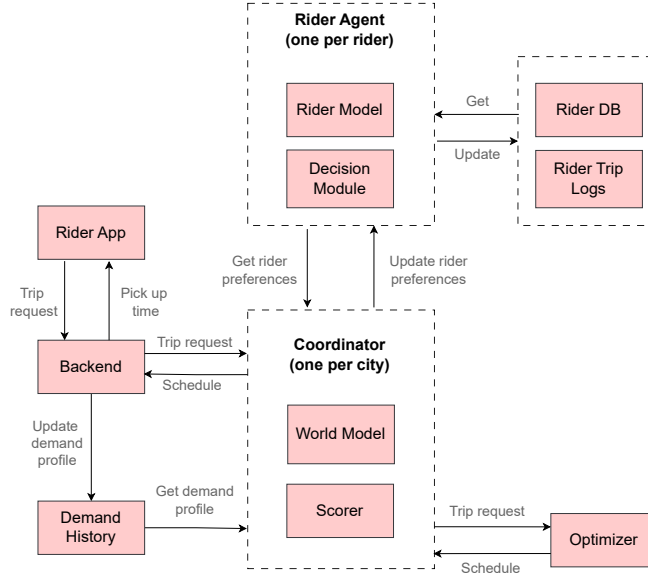 Rider Agent
(one per rider)
Rider Model
Decision
Module
Get
Update
Rider DB
Rider Trip
Logs
Rider App
Trip
request
Pick up
time
Get rider
preferences
Update rider
preferences
Backend
Trip request
Schedule
Coordinator
(one per city)
World Model
Scorer
Update
demand
profile
Demand
History
Get demand
profile
Trip request
Schedule
Optimizer